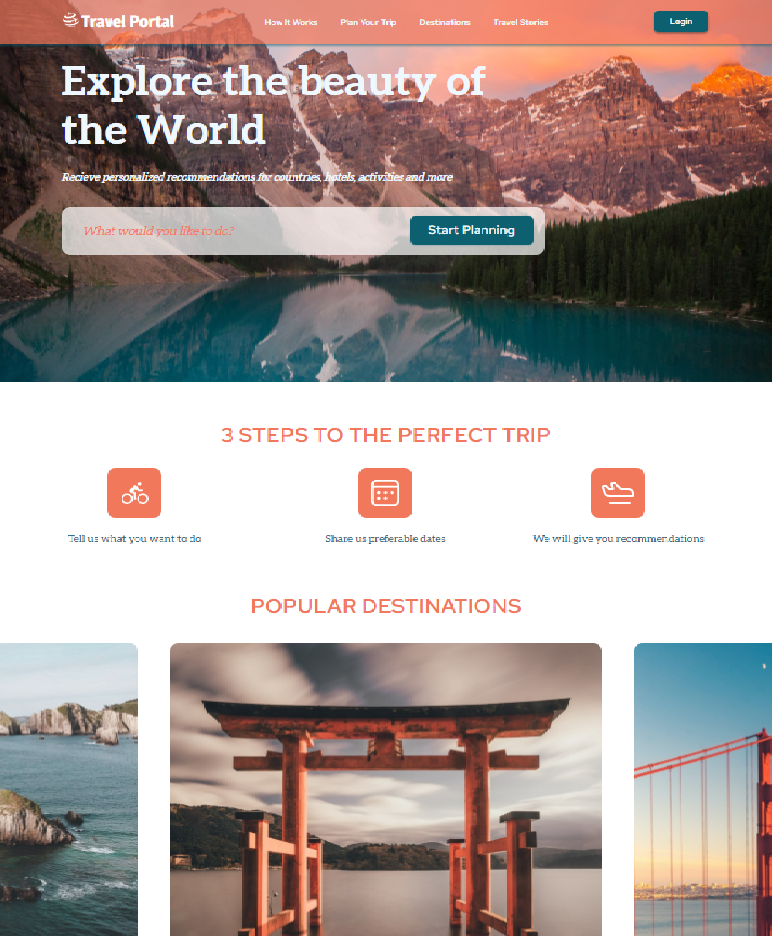 Travel Portal
How It Works
Plan Your Trip
Destinations
Travel Stories
Login
Explore the beauty of
the World
Recieve personalized recommendations for countries, hotels, activities and more
What would you like to do?
Start Planning
3 STEPS TO THE PERFECT TRIP
Tell us what you want to do
Share us preferable dates
We will give you recommendations
POPULAR DESTINATIONS